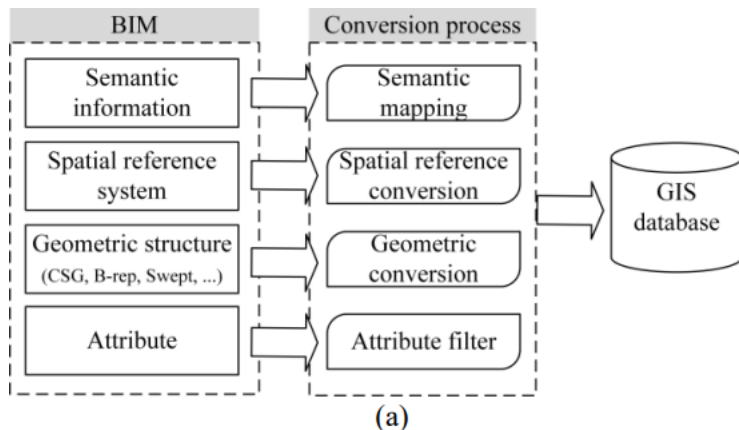 BIM
Conversion process
Semantic
information
Semantic
mapping
Spatial reference
system
Spatial reference
conversion
Geometric structure
(CSG, B-rep, Swept, ...)
Geometric
conversion
Attribute
Attribute filter
GIS
database
(a)